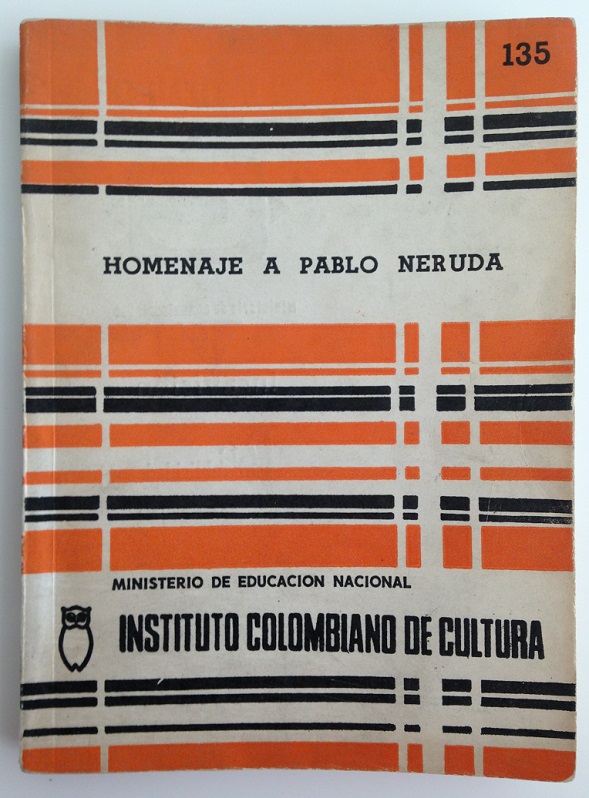 135
HOMENAJE A PABLO NERUDA
MINISTERIO DE EDUCACION NACIONAL
INSTITUTO COLOMBIANO DE CULTURA